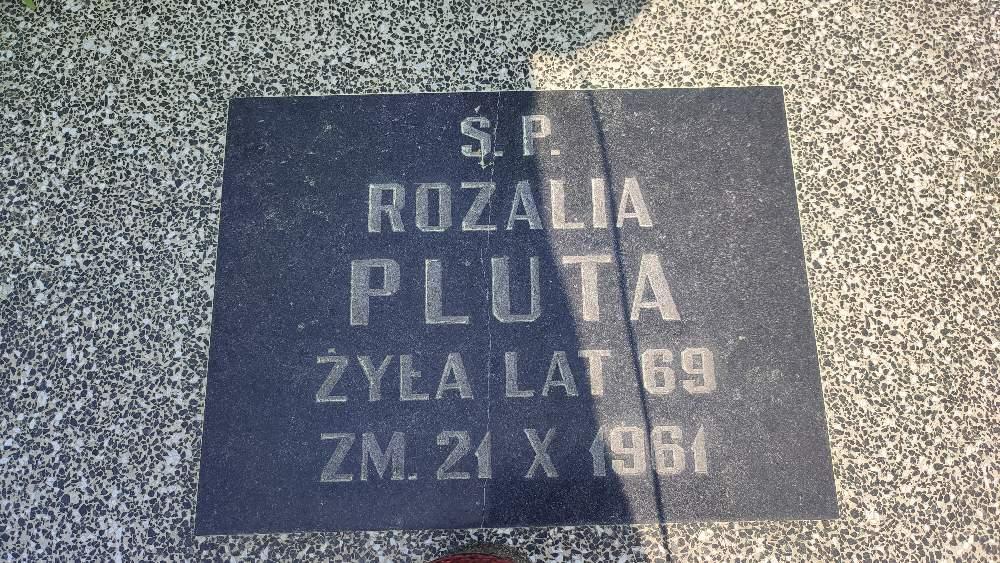 Ś. P.
ROZALIA
PLUTA
ŻYŁA LAT 69
ZM. 21 X 1961